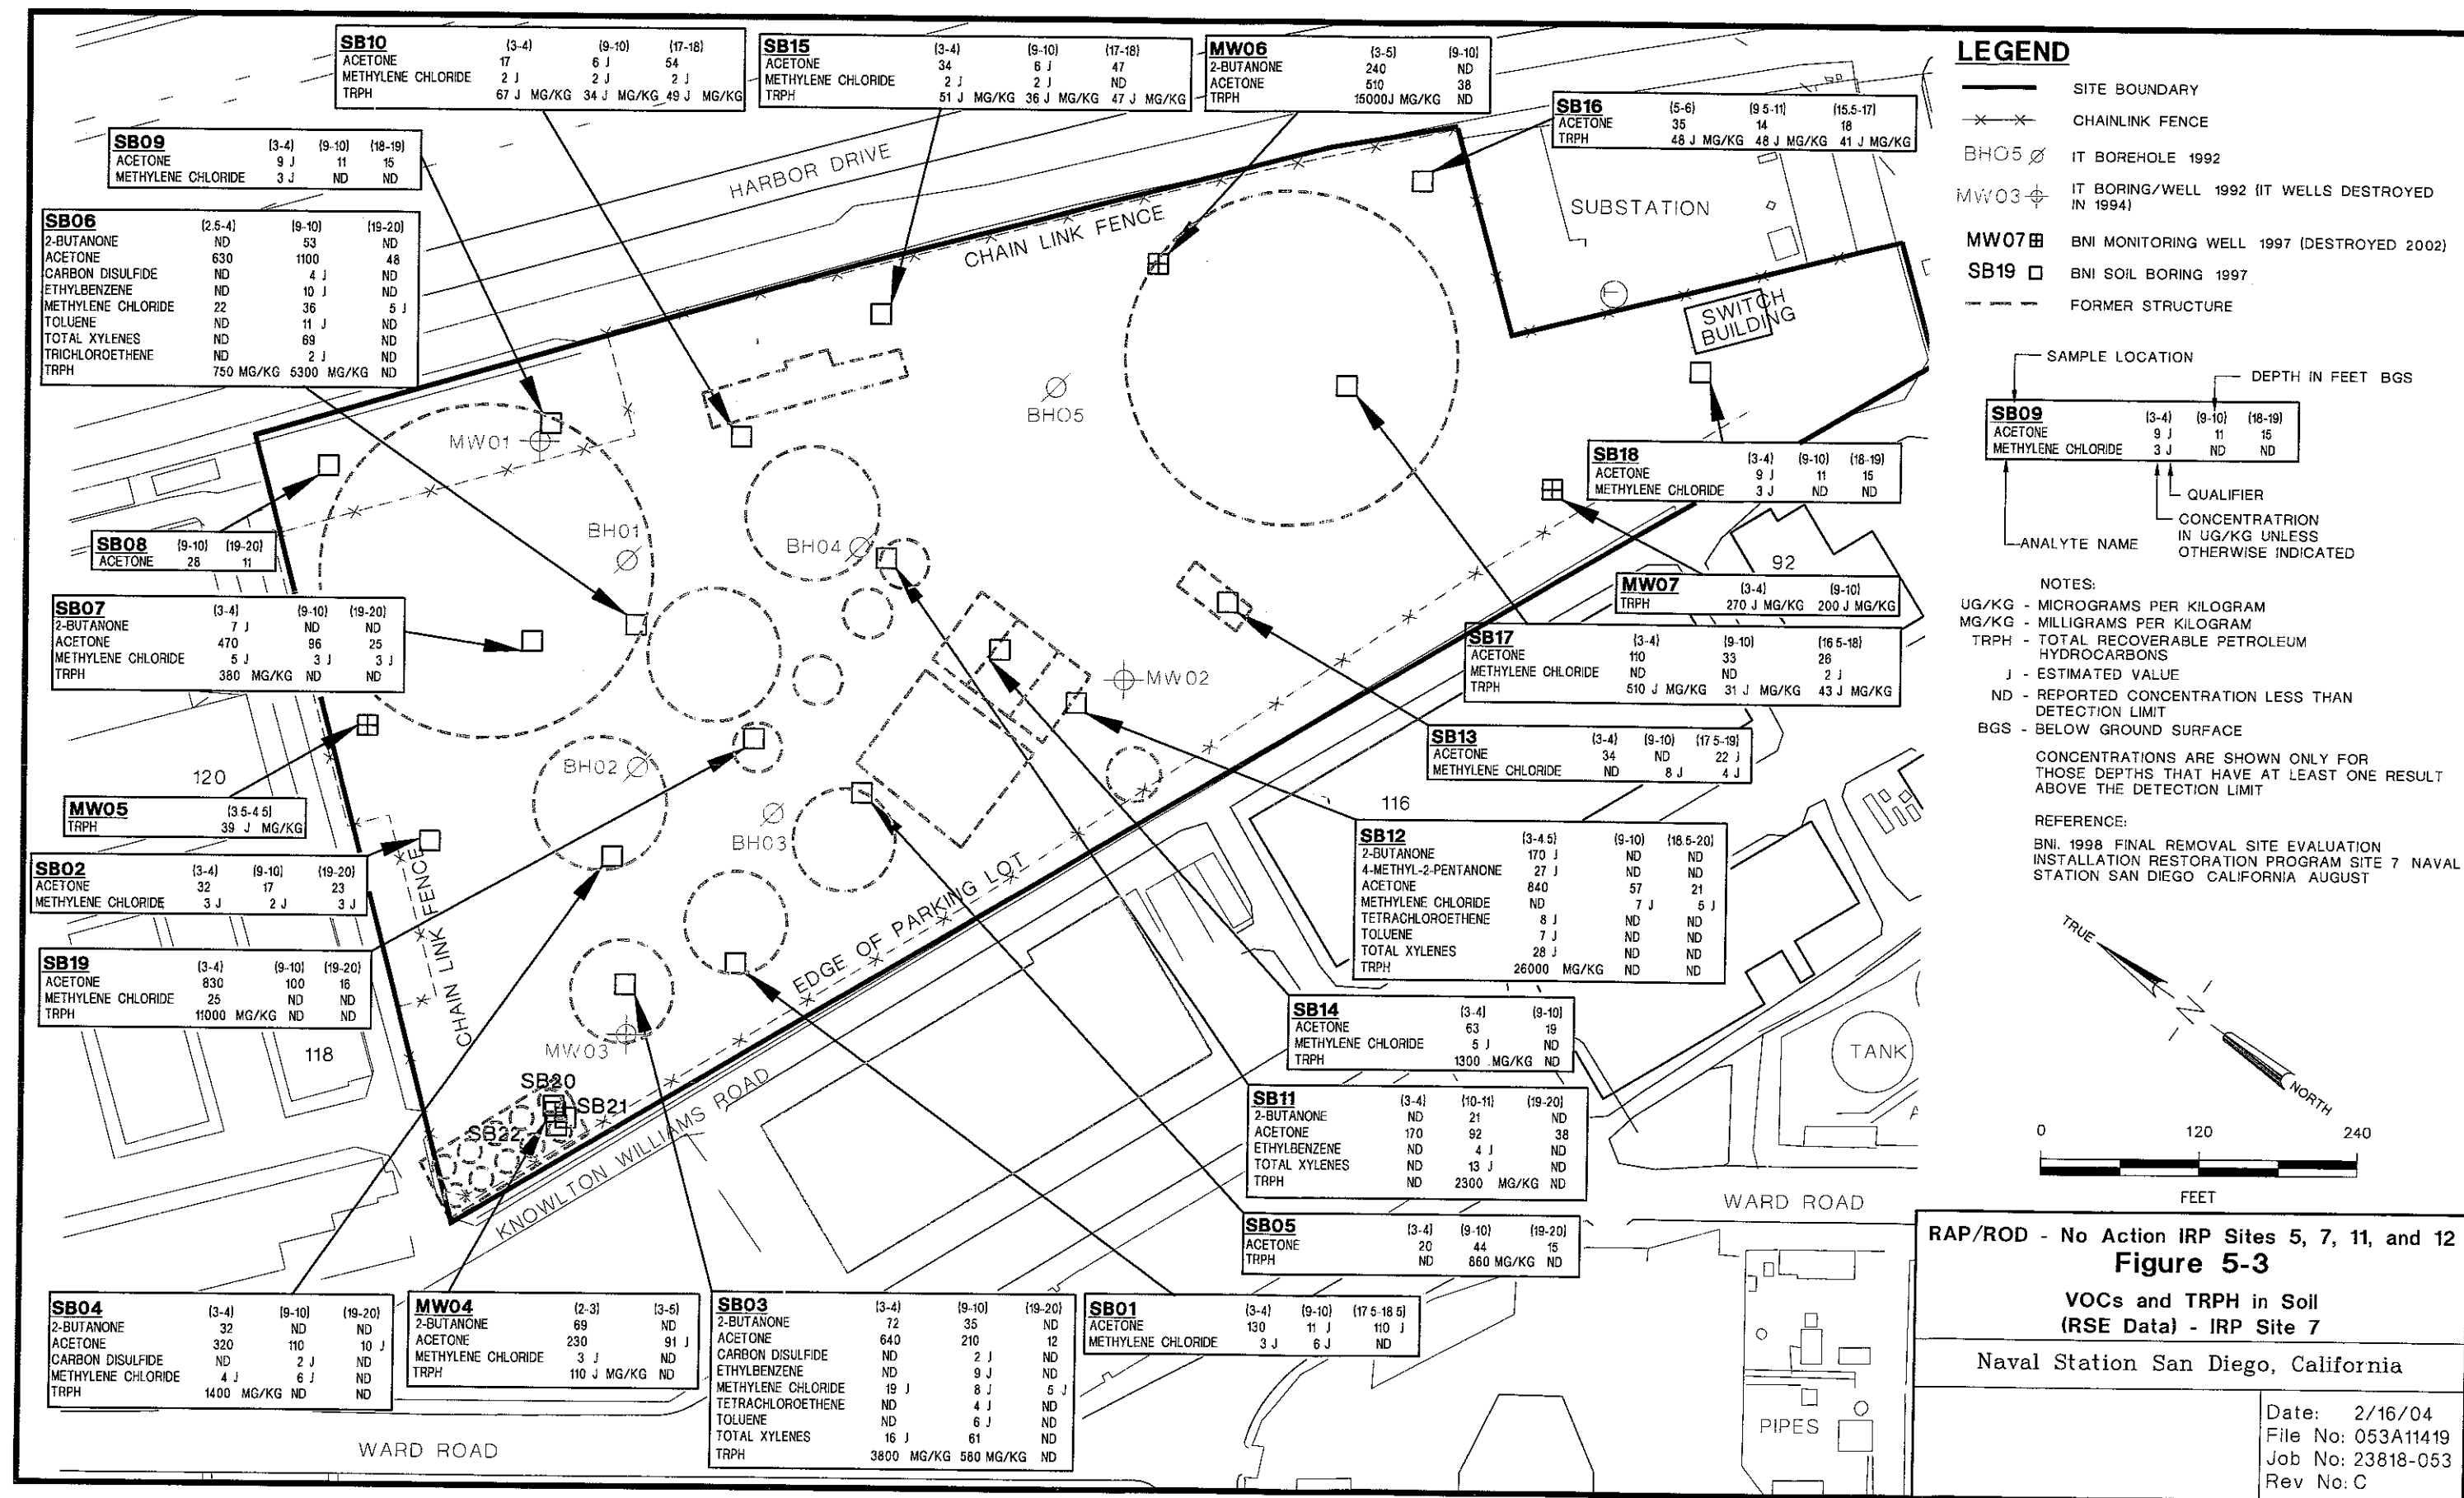 SB10 (3-4) (9-10) (17-18)
ACETONE 17 6 J 54
METHYLENE CHLORIDE 2 J 2 J 2 J
TRPH 67 J MG/KG 34 J MG/KG 49 J MG/KG
SB15 (3-4) (9-10) (17-18)
ACETONE 34 6 J 47
METHYLENE CHLORIDE 2 J 2 J ND
TRPH 51 J MG/KG 36 J MG/KG 47 J MG/KG
MW06 (3-5) (9-10)
2-BUTANONE 240 ND
ACETONE 510 38
TRPH 15000J MG/KG ND
SB16 (5-6) (9 5-11) (15.5-17)
ACETONE 35 14 18
TRPH 48 J MG/KG 48 J MG/KG 41 J MG/KG
SB09 (3-4) (9-10) (18-19)
ACETONE 9 J 11 15
METHYLENE CHLORIDE 3 J ND ND
SB06 (2.5-4) (9-10) (19-20)
2-BUTANONE ND 53 ND
ACETONE 630 1100 48
CARBON DISULFIDE ND 4 J ND
ETHYLBENZENE ND 10 J ND
METHYLENE CHLORIDE 22 36 5 J
TOLUENE ND 11 J ND
TOTAL XYLENES ND 69 ND
TRICHLOROETHENE ND 2 J ND
TRPH 750 MG/KG 5300 MG/KG ND
HARBOR DRIVE
CHAIN LINK FENCE
SUBSTATION
SWITCH
BUILDING
T
MW01
BH01
BH04
BH05
SB08 (9-10) (19-20)
ACETONE 28 11
SB07 (3-4) (9-10) (19-20)
2-BUTANONE 7 J ND ND
ACETONE 470 96 25
METHYLENE CHLORIDE 5 J 3 J 3 J
TRPH 380 MG/KG ND ND
SB18 (3-4) (9-10) (18-19)
ACETONE 9 J 11 15
METHYLENE CHLORIDE 3 J ND ND
92
MW07 (3-4) (9-10)
TRPH 270 J MG/KG 200 J MG/KG
SB17 (3-4) (9-10) (16 5-18)
ACETONE 110 33 26
METHYLENE CHLORIDE ND ND 2 J
TRPH 510 J MG/KG 31 J MG/KG 43 J MG/KG
SB13 (3-4) (9-10) (17 5-19)
ACETONE 34 ND 22 J
METHYLENE CHLORIDE ND 8 J 4 J
MW02
BH02
BH03
120
MW05 (3 5-4 5)
TRPH 39 J MG/KG
SB02 (3-4) (9-10) (19-20)
ACETONE 32 17 23
METHYLENE CHLORIDE 3 J 2 J 3 J
SB19 (3-4) (9-10) (19-20)
ACETONE 830 100 16
METHYLENE CHLORIDE 25 ND ND
TRPH 11000 MG/KG ND ND
CHAIN LINK FENCE
118
116
SB12 (3-4.5) (9-10) (18.5-20)
2-BUTANONE 170 J ND ND
4-METHYL-2-PENTANONE 27 J ND ND
ACETONE 840 57 21
METHYLENE CHLORIDE ND 7 J 5 J
TETRACHLOROETHENE 8 J ND ND
TOLUENE 7 J ND ND
TOTAL XYLENES 28 J ND ND
TRPH 26000 MG/KG ND ND
EDGE OF PARKING LOT
SB14 (3-4) (9-10)
ACETONE 63 19
METHYLENE CHLORIDE 5 J ND
TRPH 1300 MG/KG ND
MW03
SB20
SB21
SB22
KNOWLTON WILLIAMS ROAD
SB11 (3-4) (10-11) (19-20)
2-BUTANONE ND 21 ND
ACETONE 170 92 38
ETHYLBENZENE ND 4 J ND
TOTAL XYLENES ND 13 J ND
TRPH ND 2300 MG/KG ND
SB05 (3-4) (9-10) (19-20)
ACETONE 20 44 15
TRPH ND 860 MG/KG ND
TANK
A
WARD ROAD
PIPES
SB04 (3-4) (9-10) (19-20)
2-BUTANONE 32 ND ND
ACETONE 320 110 10 J
CARBON DISULFIDE ND 2 J ND
METHYLENE CHLORIDE 4 J 6 J ND
TRPH 1400 MG/KG ND ND
MW04 (2-3) (3-5)
2-BUTANONE 69 ND
ACETONE 230 91 J
METHYLENE CHLORIDE 3 J ND
TRPH 110 J MG/KG ND
SB03 (3-4) (9-10) (19-20)
2-BUTANONE 72 35 ND
ACETONE 640 210 12
CARBON DISULFIDE ND 2 J ND
ETHYLBENZENE ND 9 J ND
METHYLENE CHLORIDE 19 J 8 J 5 J
TETRACHLOROETHENE ND 4 J ND
TOLUENE ND 6 J ND
TOTAL XYLENES 16 J 61 ND
TRPH 3800 MG/KG 580 MG/KG ND
SB01 (3-4) (9-10) (17 5-18 5)
ACETONE 130 11 J 110 J
METHYLENE CHLORIDE 3 J 6 J ND
WARD ROAD
LEGEND
SITE BOUNDARY
CHAINLINK FENCE
BH05 IT BOREHOLE 1992
MW03 IT BORING/WELL 1992 (IT WELLS DESTROYED
IN 1994)
MW07 BNI MONITORING WELL 1997 (DESTROYED 2002)
SB19 BNI SOIL BORING 1997
FORMER STRUCTURE
SAMPLE LOCATION
DEPTH IN FEET BGS
SB09 (3-4) (9-10) (18-19)
ACETONE 9 J 11 15
METHYLENE CHLORIDE 3 J ND ND
QUALIFIER
CONCENTRATRION
IN UG/KG UNLESS
OTHERWISE INDICATED
ANALYTE NAME
NOTES:
UG/KG - MICROGRAMS PER KILOGRAM
MG/KG - MILLIGRAMS PER KILOGRAM
TRPH - TOTAL RECOVERABLE PETROLEUM
HYDROCARBONS
J - ESTIMATED VALUE
ND - REPORTED CONCENTRATION LESS THAN
DETECTION LIMIT
BGS - BELOW GROUND SURFACE
CONCENTRATIONS ARE SHOWN ONLY FOR
THOSE DEPTHS THAT HAVE AT LEAST ONE RESULT
ABOVE THE DETECTION LIMIT
REFERENCE:
BNI. 1998 FINAL REMOVAL SITE EVALUATION
INSTALLATION RESTORATION PROGRAM SITE 7 NAVAL
STATION SAN DIEGO CALIFORNIA AUGUST
TRUE
N
NORTH
0 120 240
FEET
RAP/ROD - No Action IRP Sites 5, 7, 11, and 12
Figure 5-3
VOCs and TRPH in Soil
(RSE Data) - IRP Site 7
Naval Station San Diego, California
Date: 2/16/04
File No: 053A11419
Job No: 23818-053
Rev No: C